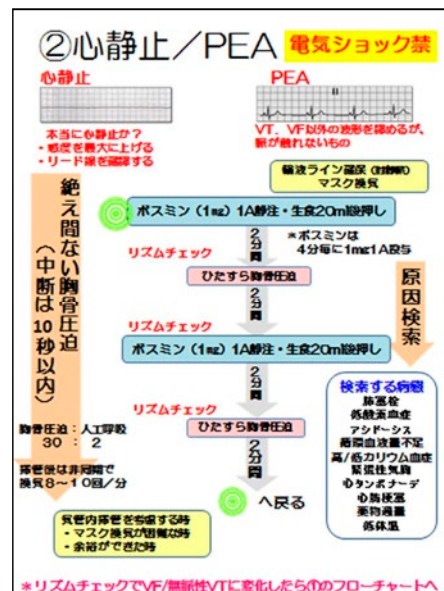 ②心静止／PEA
電気ショック禁
心静止
PEA
II
本当に心静止か？
・感度を最大に上げる
・リード線を確認する
VT、VF以外の波形を認めるが、
脈が触れないもの
輸液ライン確保
マスク換気
ボスミン（1mg）1A静注・生食20ml後押し
2分間
＊ボスミンは
4分毎に1mg1A投与
リズムチェック
ひたすら胸骨圧迫
2分間
リズムチェック
ボスミン（1mg）1A静注・生食20ml後押し
2分間
リズムチェック
ひたすら胸骨圧迫
2分間
へ戻る
絶え間ない胸骨圧迫
（中断は10秒以内）
胸骨圧迫：人工呼吸
30 : 2
挿管後は非同期で
換気8～10回／分
気管内挿管を考慮する時
・マスク換気が困難な時
・余裕ができた時
原因検索
検索する病態
肺塞栓
低酸素血症
アシドーシス
循環血液量不足
高/低カリウム血症
緊張性気胸
心タンポナーデ
心筋梗塞
薬物過量
低体温
＊リズムチェックでVF/無脈性VTに変化したら①のフローチャートへ